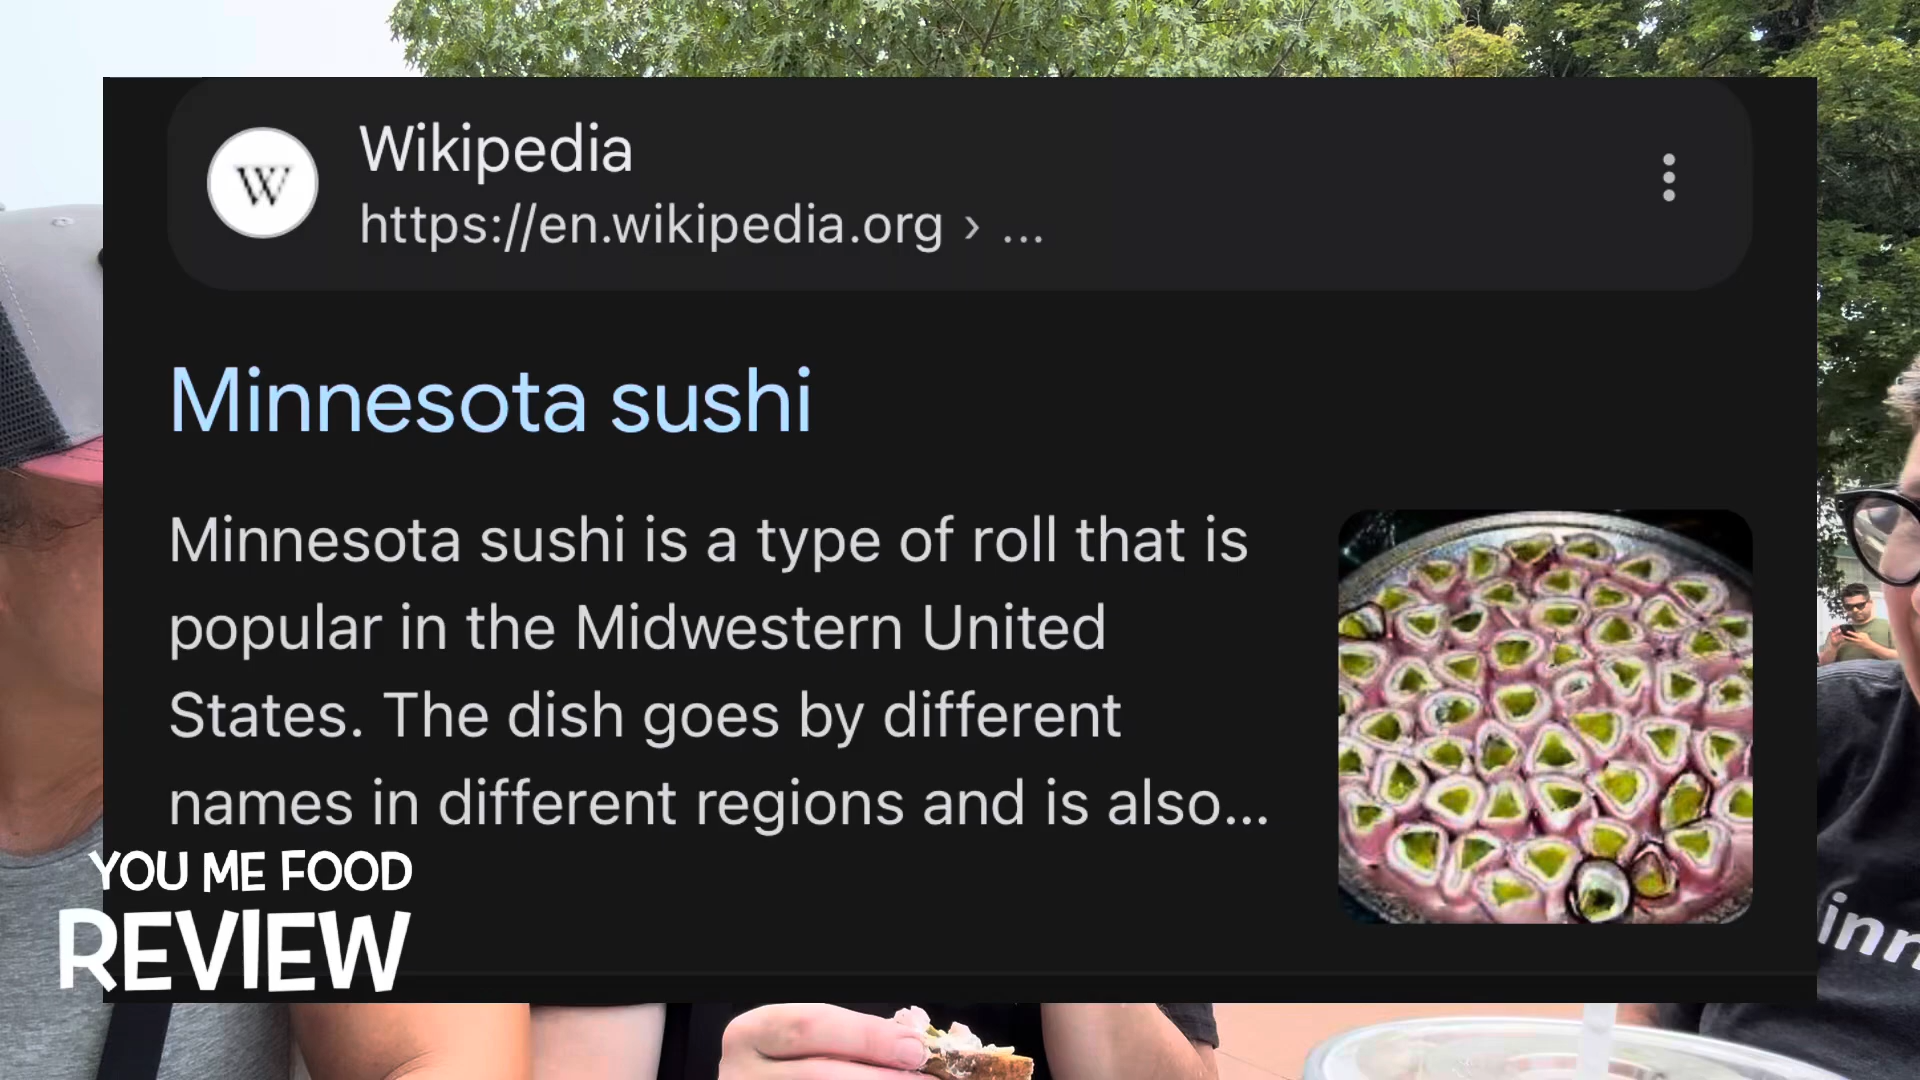 W
Wikipedia
https://en.wikipedia.org › ...
Minnesota sushi
Minnesota sushi is a type of roll that is
popular in the Midwestern United
States. The dish goes by different
names in different regions and is also...
YOU ME FOOD
REVIEW